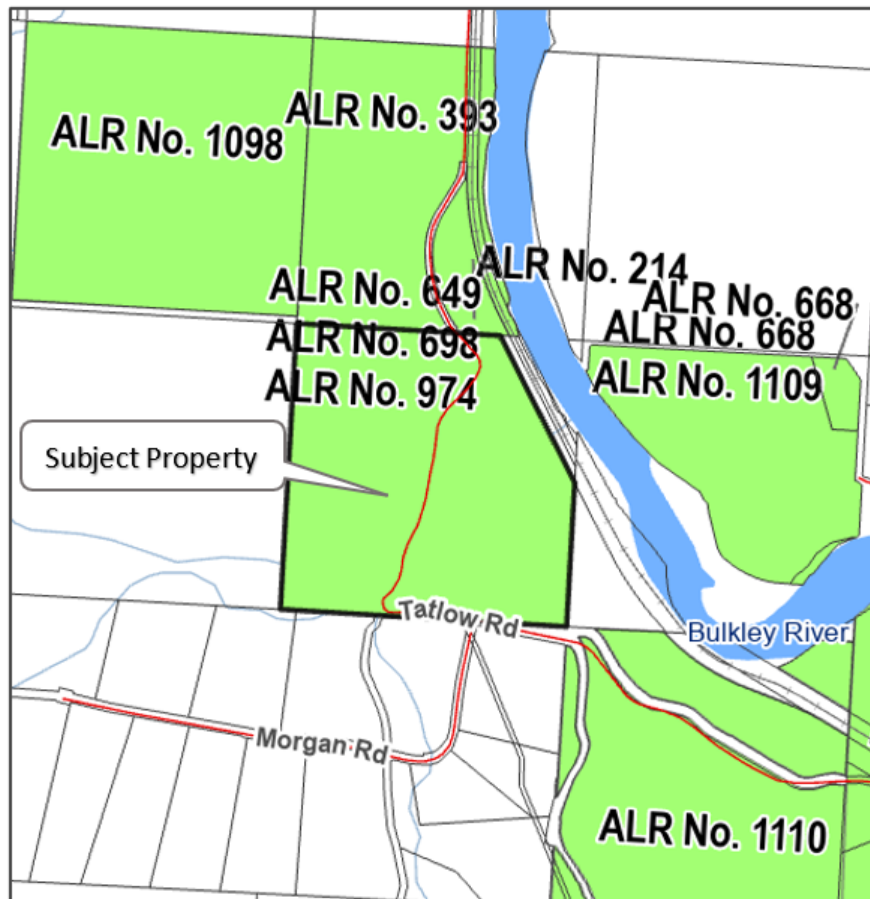 ALR No. 393
ALR No. 1098
ALR No. 214
ALR No. 649
ALR No. 668
ALR No. 668
ALR No. 698
ALR No. 1109
ALR No. 974
Subject Property
Tatlow Rd
Bulkley River
Morgan Rd
ALR No. 1110